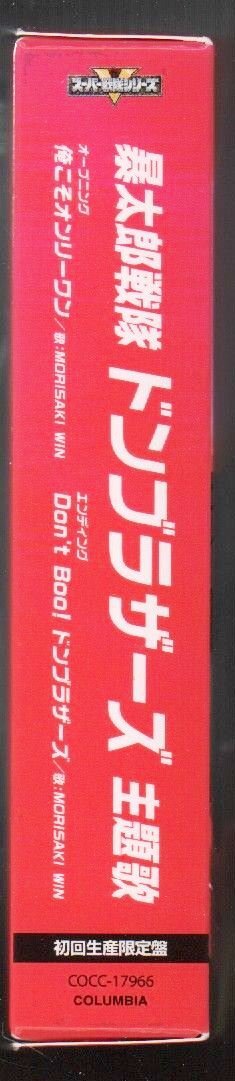 スーパー戦隊シリーズ
暴太郎戦隊 ドンブラザーズ 主題歌
オープニング
俺こそオンリーワン/歌:MORISAKI WIN
エンディング
Don't Boo!ドンブラザーズ/歌:MORISAKI WIN
初回生産限定盤
COCC-17966
COLUMBIA